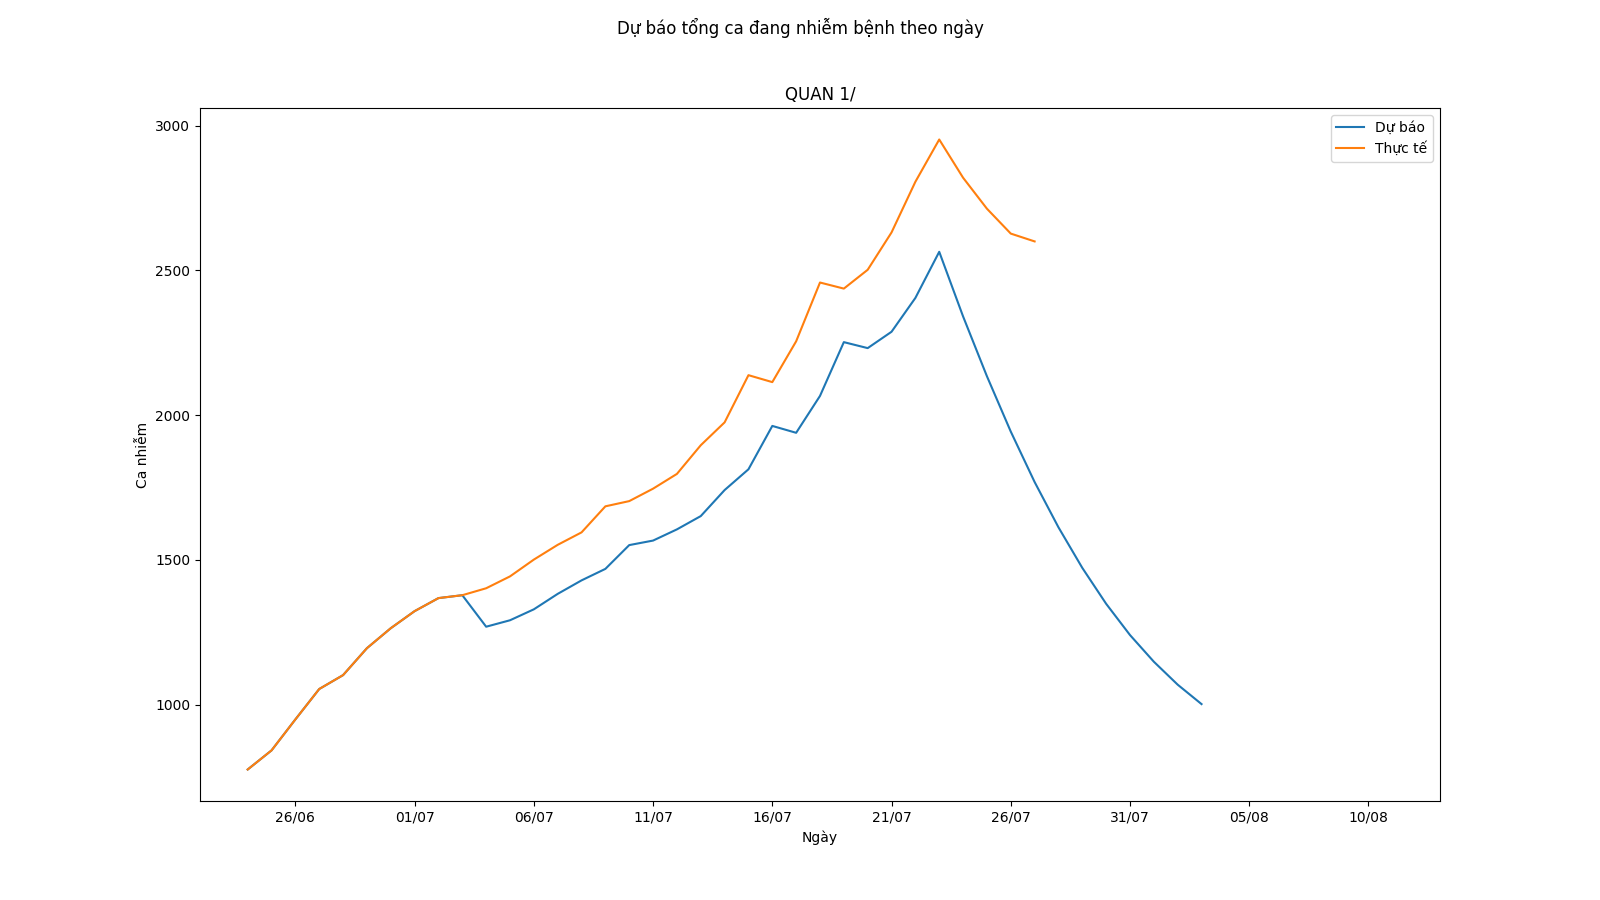 Dự báo tổng ca đang nhiễm bệnh theo ngày
QUAN 1/
Dự báo
Thực tế
3000
2500
2000
1500
1000
Ca nhiễm
26/06 01/07 06/07 11/07 16/07 21/07 26/07 31/07 05/08 10/08
Ngày